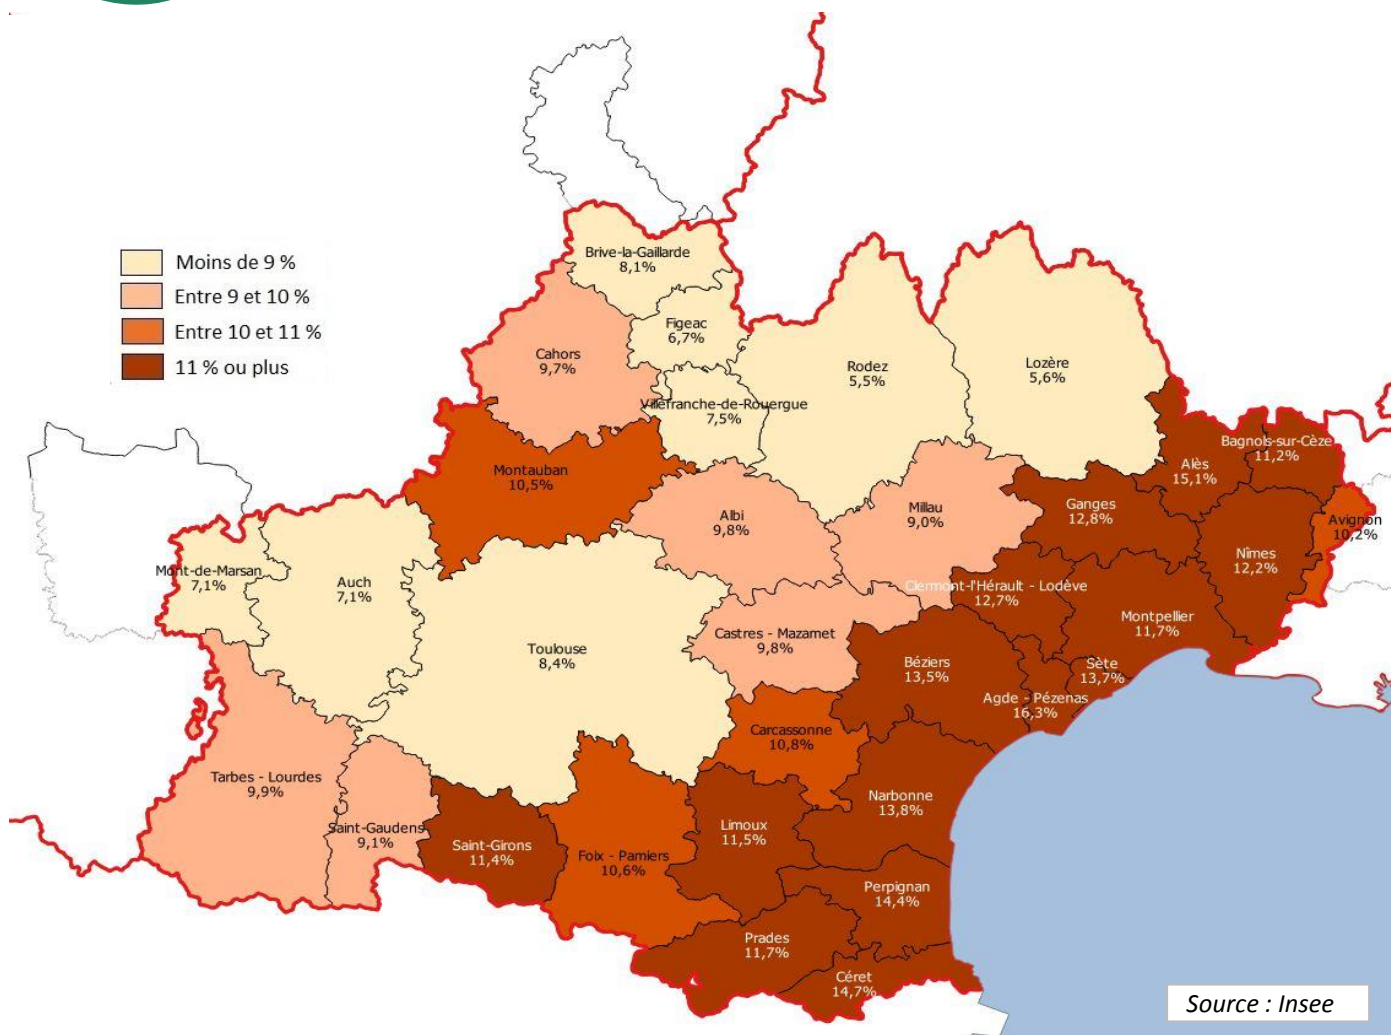 Moins de 9 %
Entre 9 et 10 %
Entre 10 et 11 %
11 % ou plus
Brive-la-Gaillarde
8,1%
Figeac
6,7%
Cahors
9,7%
Rodez
5,5%
Lozère
5,6%
Villefranche-de-Rouergue
7,5%
Montauban
10,5%
Albi
9,8%
Millau
9,0%
Ganges
12,8%
Alès
15,1%
Bagnols-sur-Cèze
11,2%
Avignon
10,2%
Nîmes
12,2%
Mont-de-Marsan
7,1%
Auch
7,1%
Clermont-l'Hérault - Lodève
12,7%
Montpellier
11,7%
Toulouse
8,4%
Castres - Mazamet
9,8%
Béziers
13,5%
Sète
13,7%
Agde - Pézenas
16,3%
Carcassonne
10,8%
Tarbes - Lourdes
9,9%
Narbonne
13,8%
Saint-Gaudens
9,1%
Saint-Girons
11,4%
Foix - Pamiers
10,6%
Limoux
11,5%
Perpignan
14,4%
Prades
11,7%
Céret
14,7%
Source : Insee